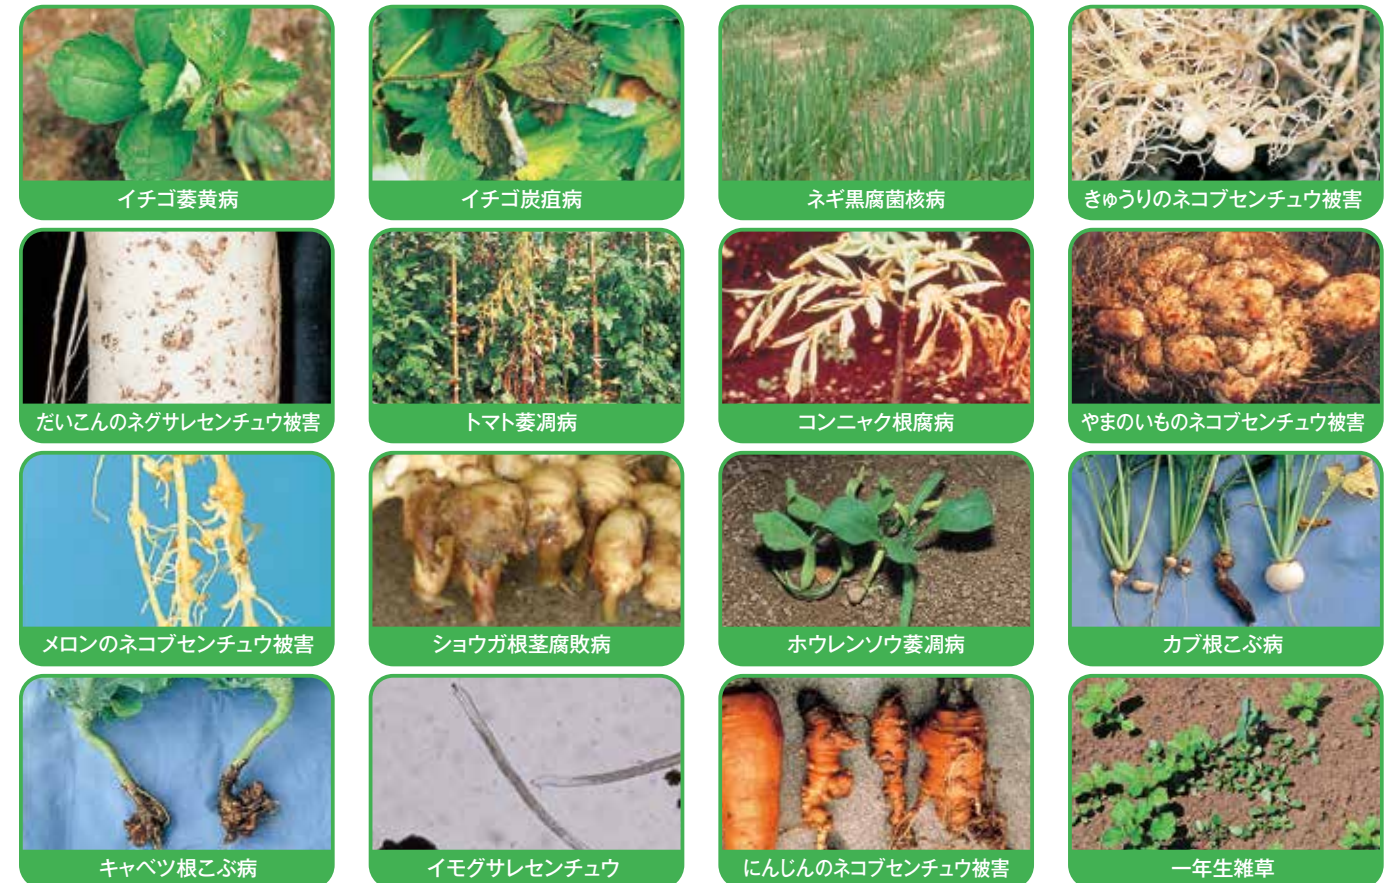 イチゴ萎黄病
イチゴ炭疽病
ネギ黒腐菌核病
きゅうりのネコブセンチュウ被害
だいこんのネグサレセンチュウ被害
トマト萎凋病
コンニャク根腐病
やまのいものネコブセンチュウ被害
メロンのネコブセンチュウ被害
ショウガ根茎腐敗病
ホウレンソウ萎凋病
カブ根こぶ病
キャベツ根こぶ病
イモグサレセンチュウ
にんじんのネコブセンチュウ被害
一年生雑草